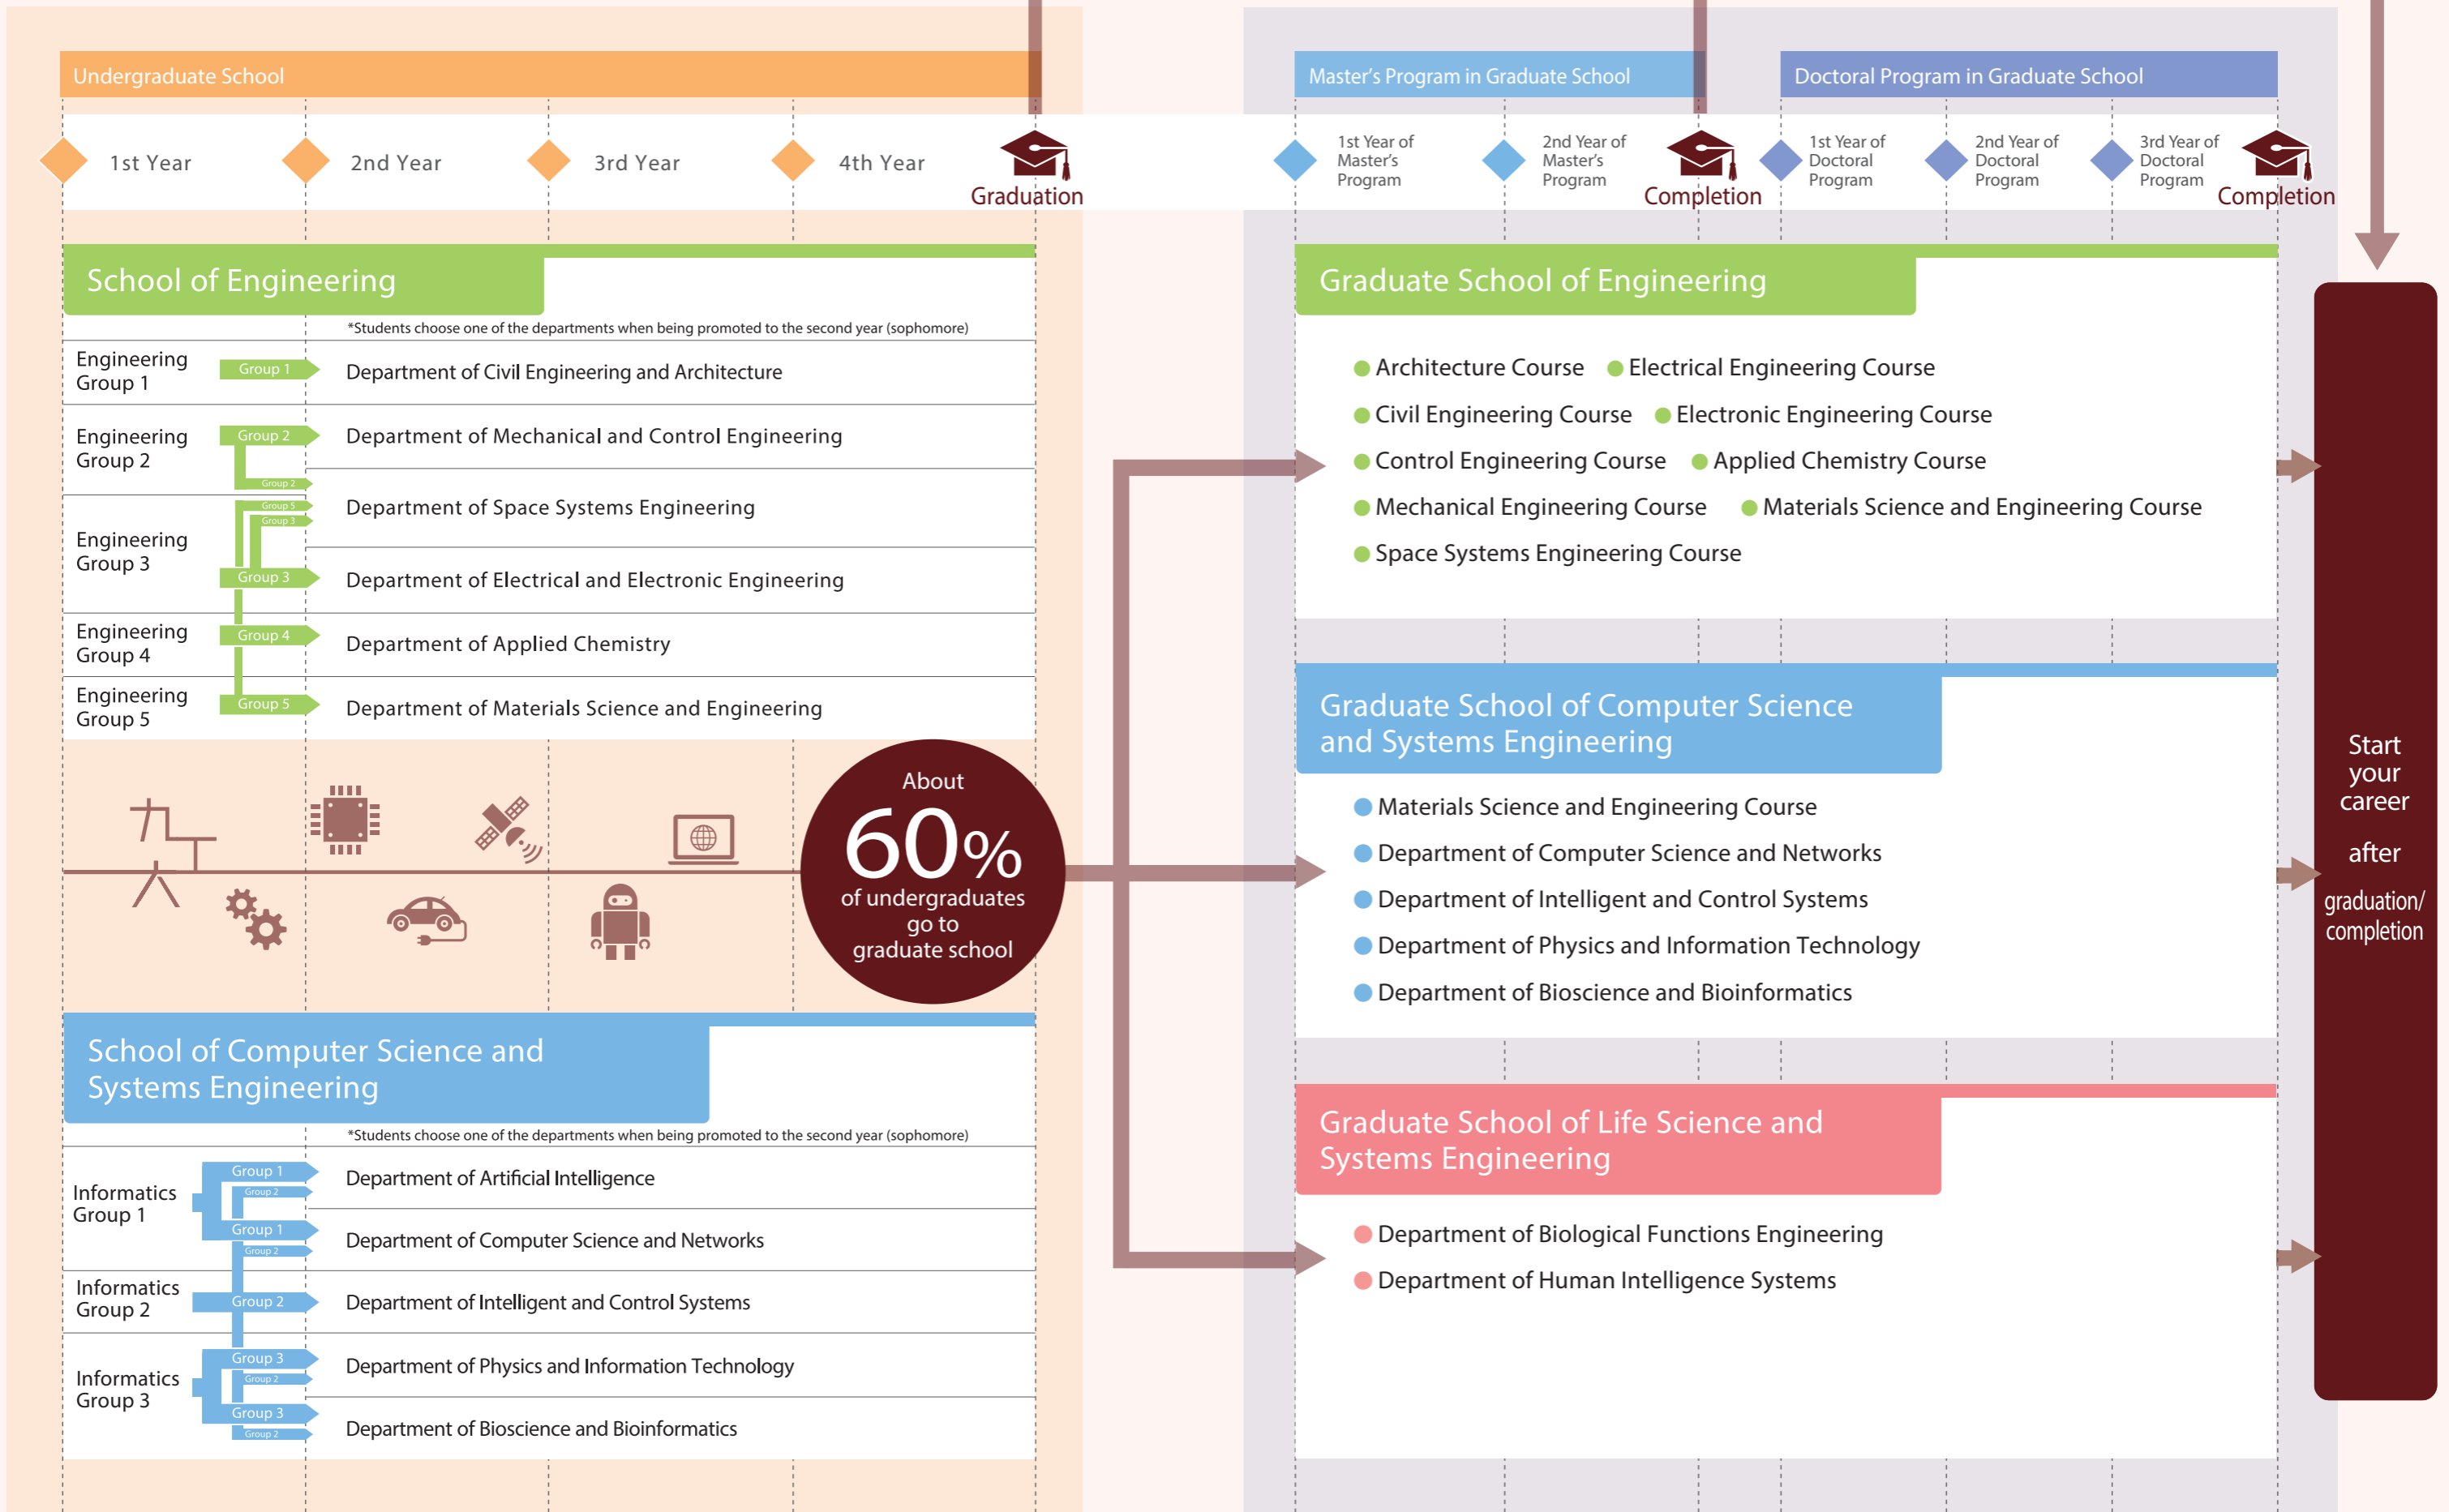 Undergraduate School
1st Year
2nd Year
3rd Year
4th Year
Graduation
Master's Program in Graduate School
Doctoral Program in Graduate School
1st Year of
Master's
Program
2nd Year of
Master's
Program
Completion
1st Year of
Doctoral
Program
2nd Year of
Doctoral
Program
3rd Year of
Doctoral
Program
Completion
School of Engineering
*Students choose one of the departments when being promoted to the second year (sophomore)
Engineering
Group 1
Group 1
Department of Civil Engineering and Architecture
Engineering
Group 2
Group 2
Department of Mechanical and Control Engineering
Group 2
Group 5
Group 3
Department of Space Systems Engineering
Engineering
Group 3
Group 3
Department of Electrical and Electronic Engineering
Engineering
Group 4
Group 4
Department of Applied Chemistry
Engineering
Group 5
Group 5
Department of Materials Science and Engineering
About
60%
of undergraduates
go to
graduate school
School of Computer Science and
Systems Engineering
*Students choose one of the departments when being promoted to the second year (sophomore)
Informatics
Group 1
Group 1
Group 2
Department of Artificial Intelligence
Group 1
Group 2
Department of Computer Science and Networks
Informatics
Group 2
Group 2
Department of Intelligent and Control Systems
Informatics
Group 3
Group 3
Group 2
Department of Physics and Information Technology
Group 3
Group 2
Department of Bioscience and Bioinformatics
Graduate School of Engineering
Architecture Course
Electrical Engineering Course
Civil Engineering Course
Electronic Engineering Course
Control Engineering Course
Applied Chemistry Course
Mechanical Engineering Course
Materials Science and Engineering Course
Space Systems Engineering Course
Graduate School of Computer Science
and Systems Engineering
Materials Science and Engineering Course
Department of Computer Science and Networks
Department of Intelligent and Control Systems
Department of Physics and Information Technology
Department of Bioscience and Bioinformatics
Graduate School of Life Science and
Systems Engineering
Department of Biological Functions Engineering
Department of Human Intelligence Systems
Start
your
career
after
graduation/
completion